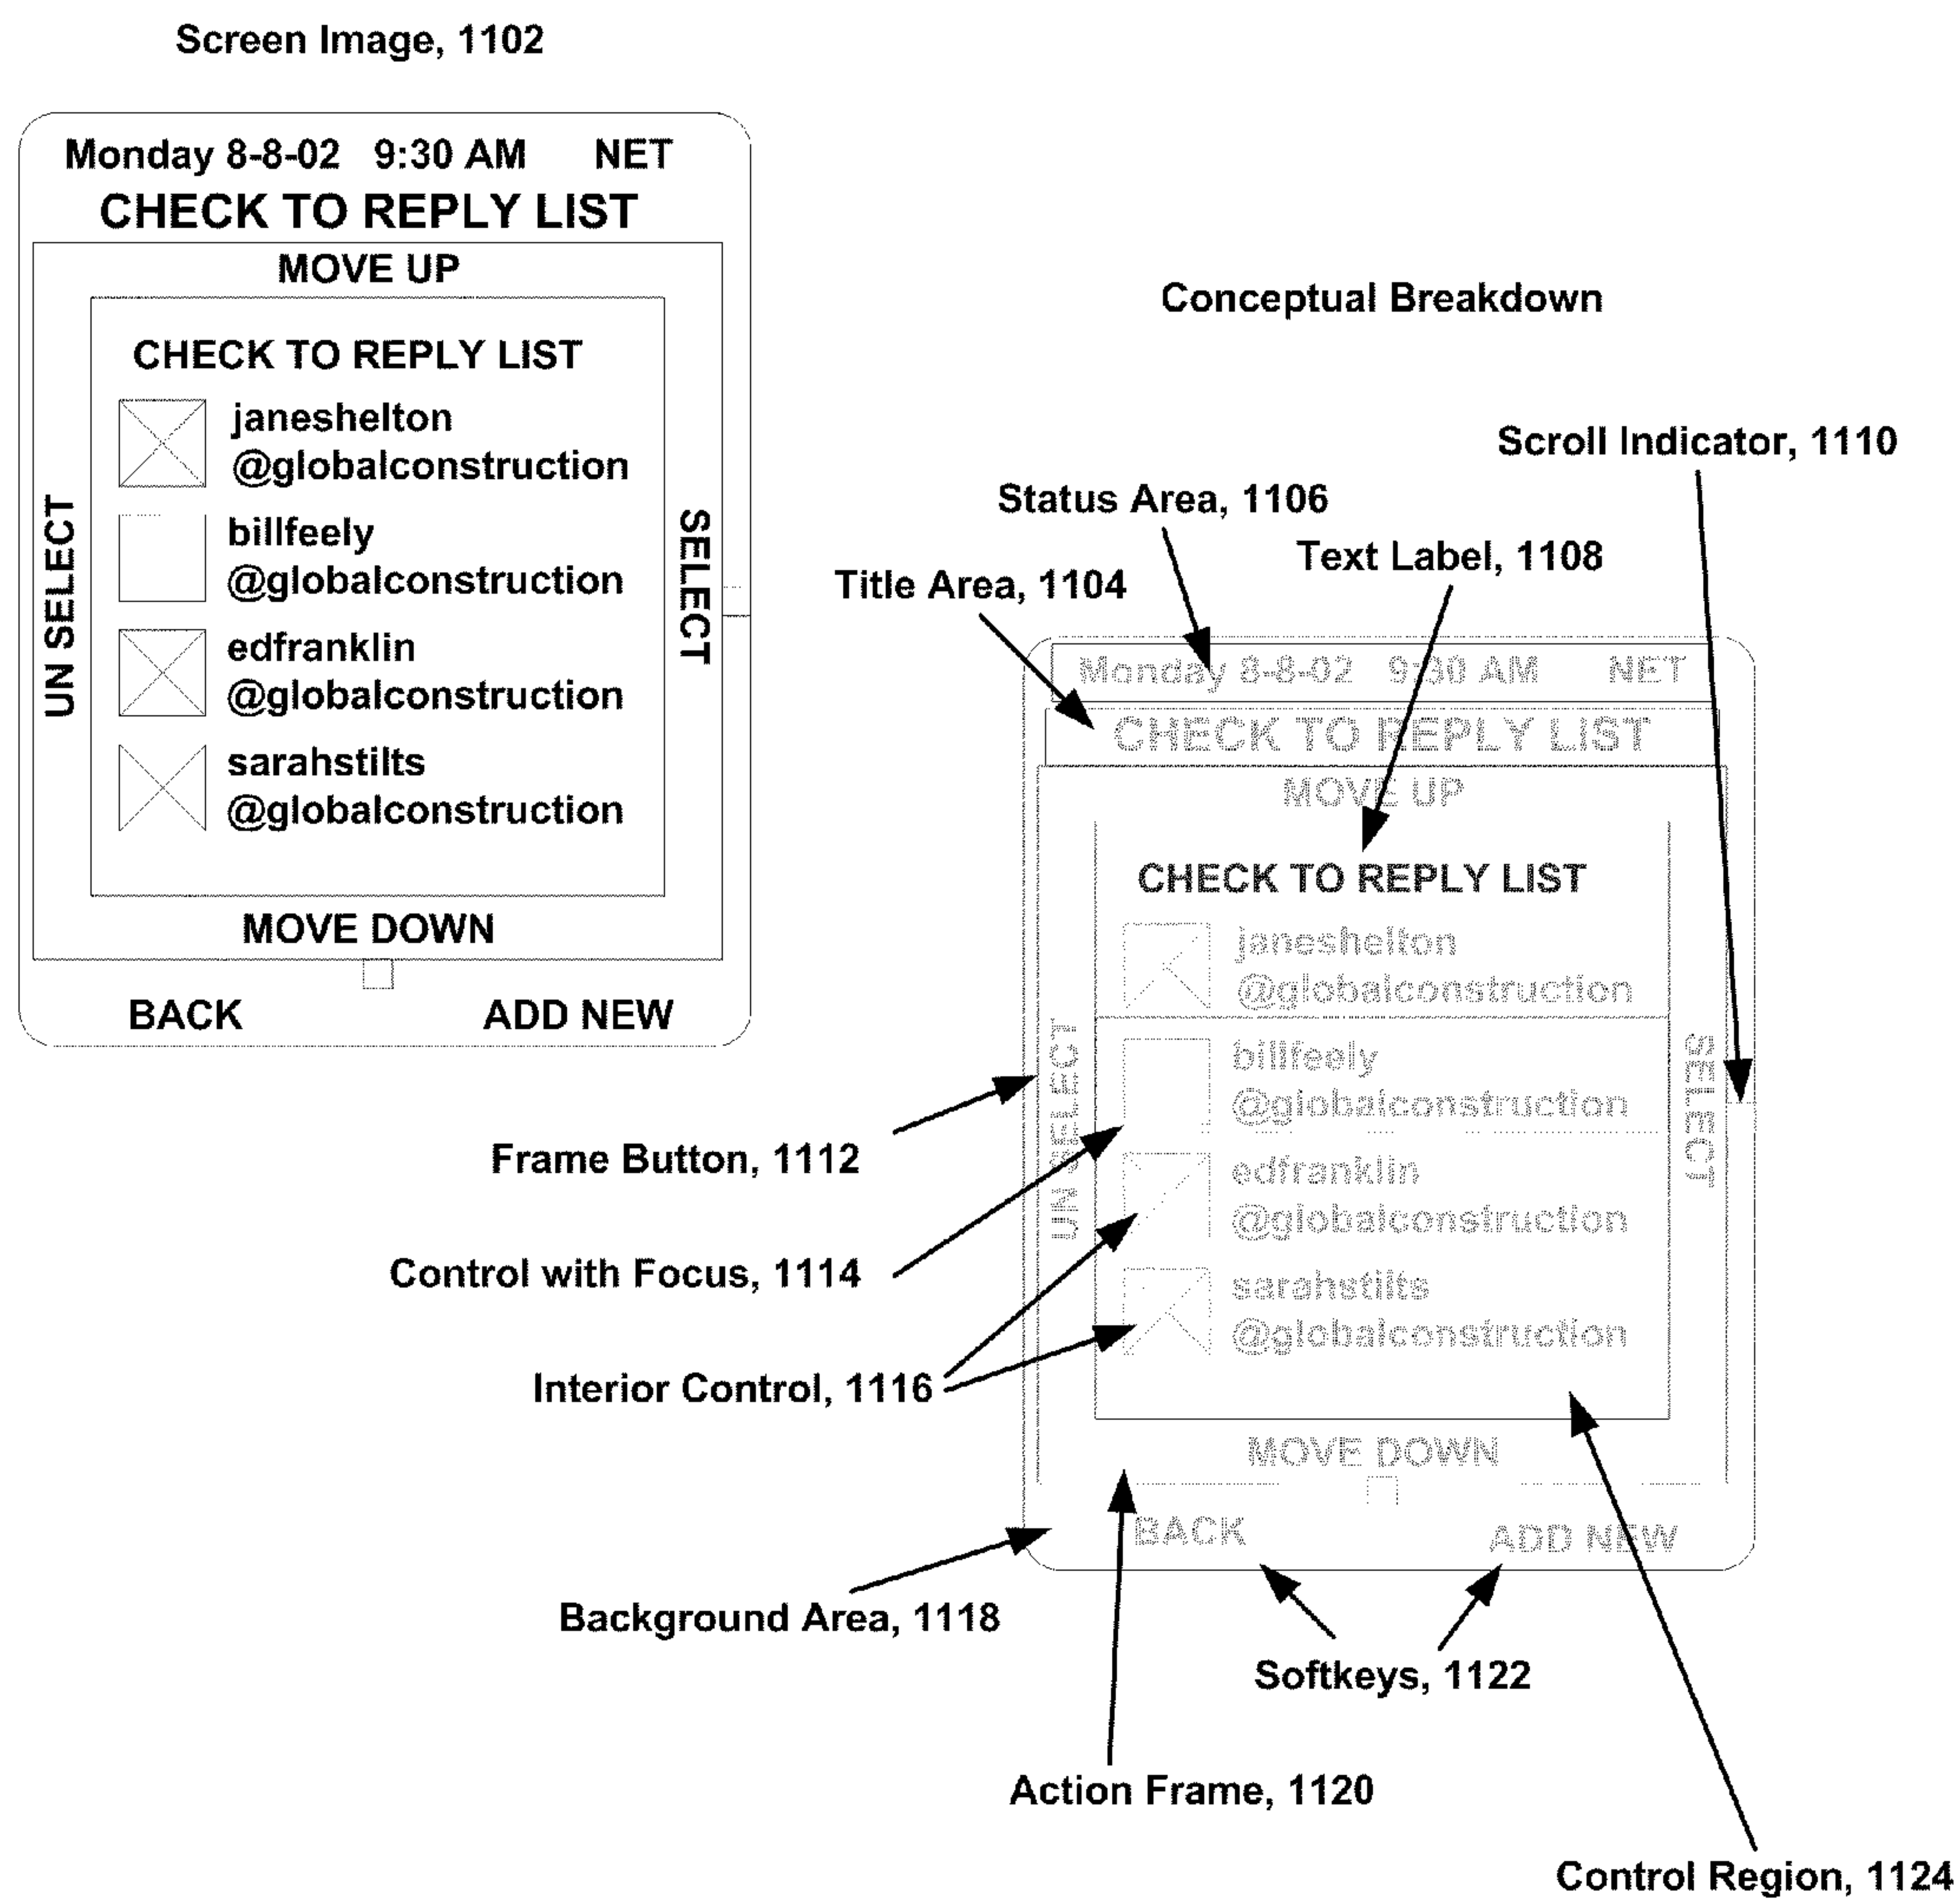 Screen Image, 1102
Monday 8-8-02 9:30 AM NET
CHECK TO REPLY LIST
MOVE UP
CHECK TO REPLY LIST
janeshelton
@globalconstruction
billfeely
@globalconstruction
edfranklin
@globalconstruction
sarahstilts
@globalconstruction
UN SELECT
SELECT
MOVE DOWN
BACK ADD NEW
Conceptual Breakdown
Scroll Indicator, 1110
Status Area, 1106
Text Label, 1108
Title Area, 1104
Monday 8-8-02 9:30 AM NET
CHECK TO REPLY LIST
MOVE UP
CHECK TO REPLY LIST
janeshelton
@globalconstruction
billfeely
@globalconstruction
edfranklin
@globalconstruction
sarahstilts
@globalconstruction
UN SELECT
SELECT
MOVE DOWN
BACK ADD NEW
Frame Button, 1112
Control with Focus, 1114
Interior Control, 1116
Background Area, 1118
Softkeys, 1122
Action Frame, 1120
Control Region, 1124